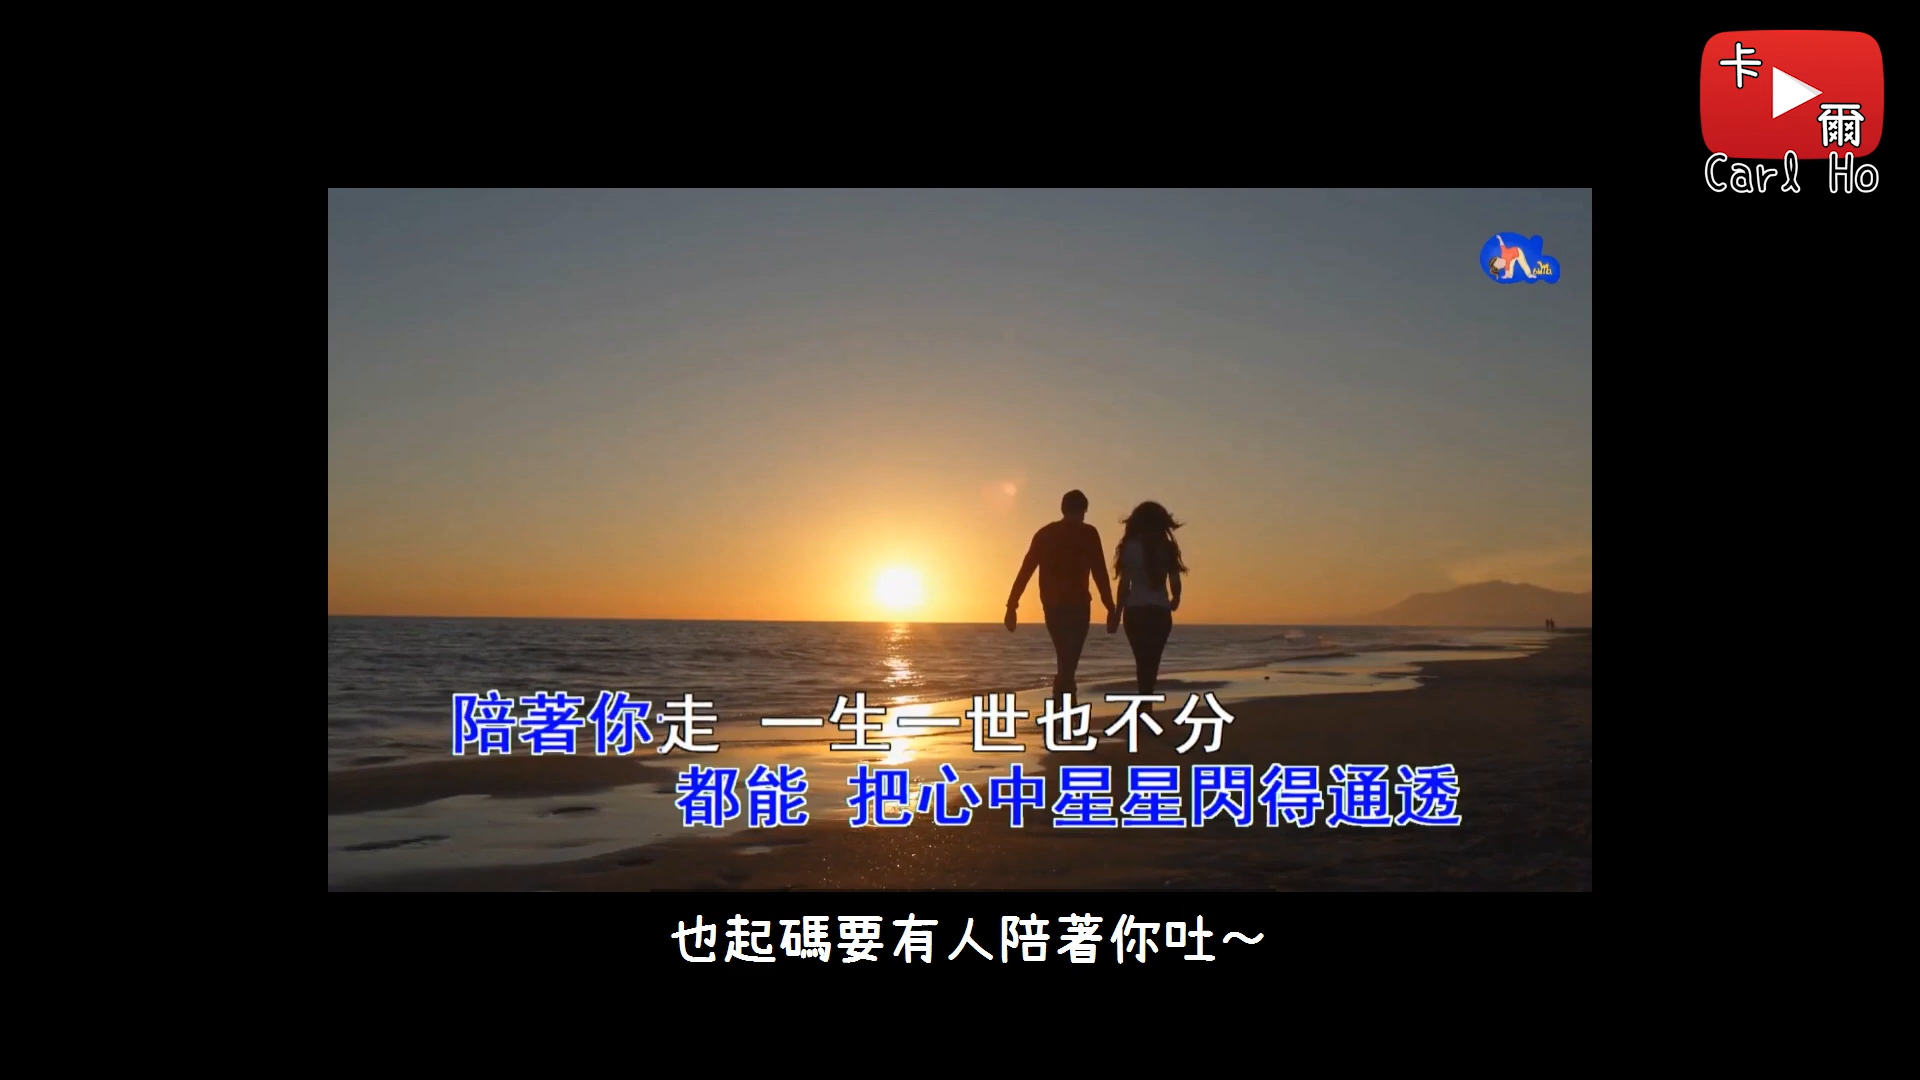 卡
爾
Carl Ho
陪著你走 一生一世也不分
都能 把心中星星閃得通透
也起碼要有人陪著你吐～